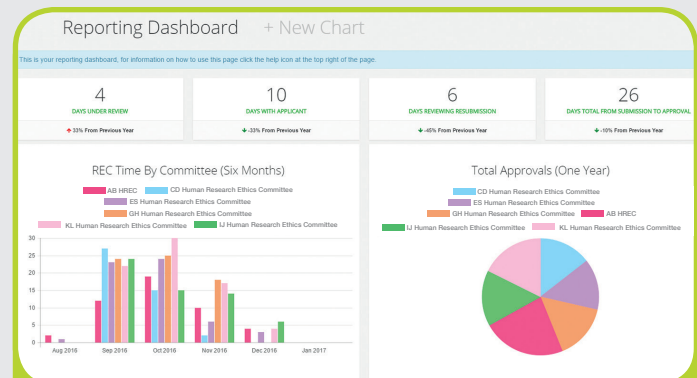 Reporting Dashboard + New Chart
This is your reporting dashboard, for information on how to use this page click the help icon at the top right of the page.
4
DAYS UNDER REVIEW
33% From Previous Year
10
DAYS WITH APPLICANT
-33% From Previous Year
6
DAYS REVIEWING RESUBMISSION
-45% From Previous Year
26
DAYS TOTAL FROM SUBMISSION TO APPROVAL
-10% From Previous Year
REC Time By Committee (Six Months)
AB HREC CD Human Research Ethics Committee
ES Human Research Ethics Committee
GH Human Research Ethics Committee
KL Human Research Ethics Committee IJ Human Research Ethics Committee
30
25
20
15
10
5
0
Aug 2016 Sep 2016 Oct 2016 Nov 2016 Dec 2016 Jan 2017
Total Approvals (One Year)
CD Human Research Ethics Committee
ES Human Research Ethics Committee
GH Human Research Ethics Committee AB HREC
IJ Human Research Ethics Committee KL Human Research Ethics Committee